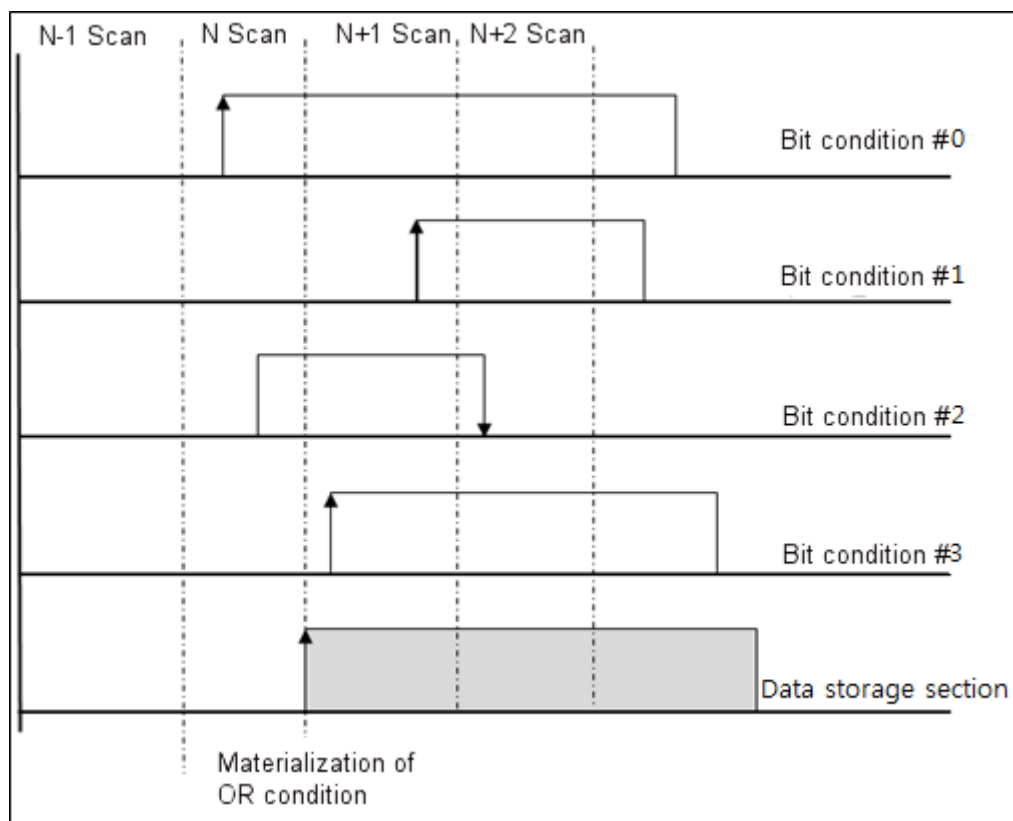 N-1 Scan N Scan N+1 Scan N+2 Scan
Bit condition #0
Bit condition #1
Bit condition #2
Bit condition #3
Data storage section
Materialization of
OR condition